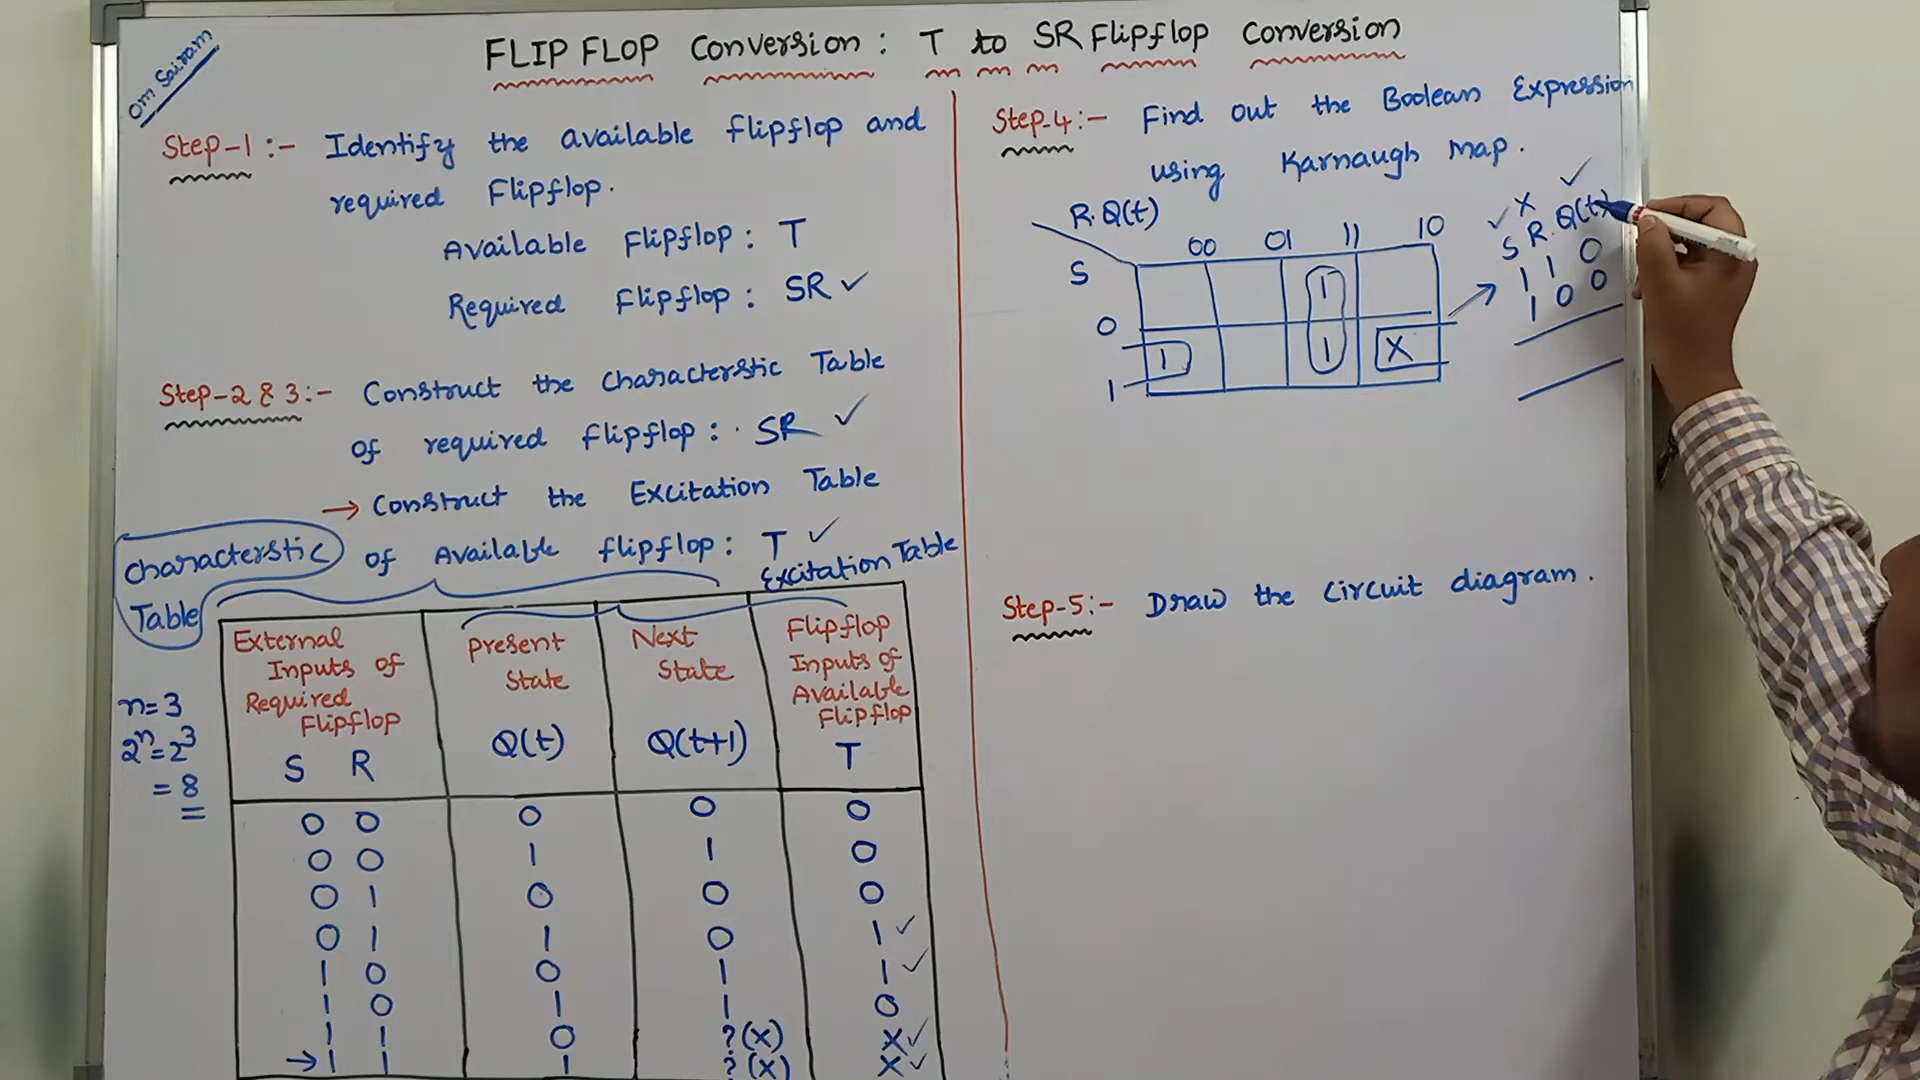 FLIP FLOP Conversion : T to SR Flipflop Conversion
Om Sairam
Step-1 :- Identify the available flipflop and
required Flipflop.
Available Flipflop : T
Required Flipflop : SR ✓
Step-2 & 3:- Construct the Characterstic Table
of required flipflop : . SR ✓
→ Construct the Excitation Table
of Available flipflop : T ✓
Characterstic
Table
Excitation Table
n=3
2ⁿ=2³
=8
External Inputs of Required Flipflop
Present State
Next State
Flipflop Inputs of Available Flipflop
S R Q(t) Q(t+1) T
0 0 0 0 0
0 0 1 1 0
0 1 0 0 0
0 1 1 0 1 ✓
1 0 0 1 1 ✓
1 0 1 1 0
1 1 0 ?(X) X ✓
→ 1 1 1 ?(X) X ✓
Step-4:- Find out the Boolean Expression
using Karnaugh Map.
R.Q(t)
S
00 01 11 10
0 1
1 1 1 X
✓ X ✓
S R Q(t)
1 1 0
1 0 0
Step-5:- Draw the Circuit diagram.